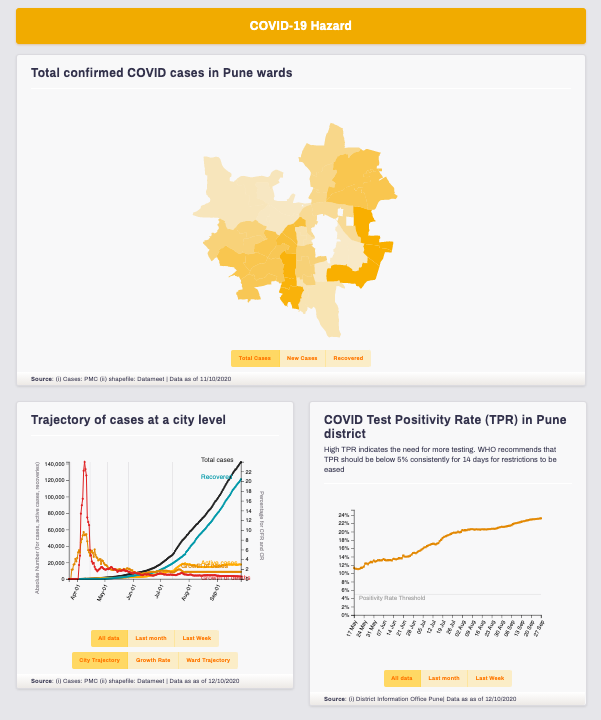 COVID-19 Hazard
Total confirmed COVID cases in Pune wards
Total Cases New Cases Recovered
Source: (i) Cases: PMC (ii) shapefile: Datameet | Data as of 11/10/2020
Trajectory of cases at a city level
Absolute Number (for cases, active cases, recoveries)
140,000
120,000
100,000
80,000
60,000
40,000
20,000
0
Total cases
Recovered
22
20
18
16
14
12
10
8
6
4
2
0
Percentage for CFR and
Apr-01 May-01 Jun-01 Jul-01 Aug-01 Sep-01
All data Last month Last Week
City Trajectory Growth Rate Ward Trajectory
Source: (i) Cases: PMC (ii) shapefile: Datameet | Data as of 12/10/2020
COVID Test Positivity Rate (TPR) in Pune
district
High TPR indicates the need for more testing. WHO recommends that
TPR should be below 5% consistently for 14 days for restrictions to be
eased
24%
22%
20%
18%
16%
14%
12%
10%
8%
6%
4%
2%
0%
Positivity Rate Threshold
17 May 24 May 31 May 07 Jun 14 Jun 21 Jun 28 Jun 05 Jul 12 Jul 19 Jul 26 Jul 02 Aug 09 Aug 16 Aug 23 Aug 30 Aug 06 Sep 13 Sep 20 Sep 27 Sep
All data Last month Last Week
Source: (i) District Information Office Pune| Data as of 12/10/2020